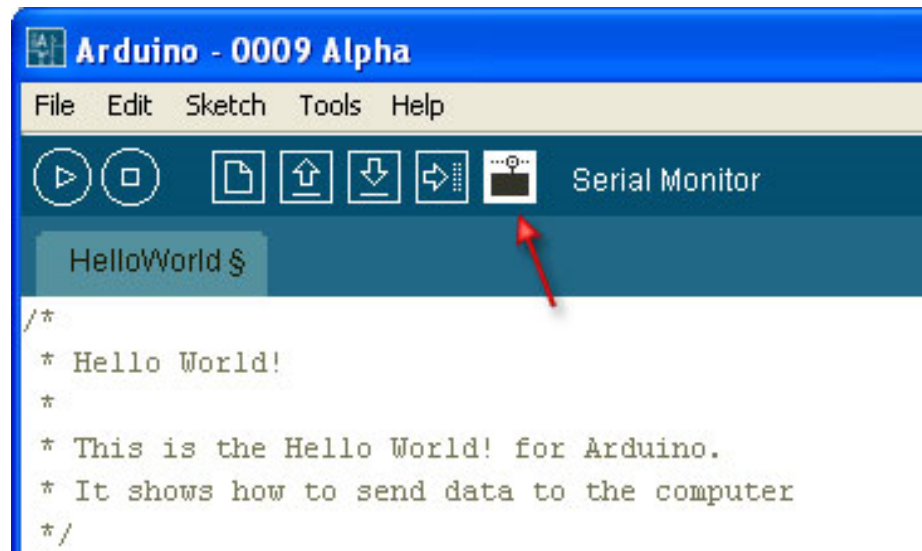 Arduino - 0009 Alpha
File Edit Sketch Tools Help
Serial Monitor
HelloWorld §
/*
* Hello World!
*
* This is the Hello World! for Arduino.
* It shows how to send data to the computer
*/